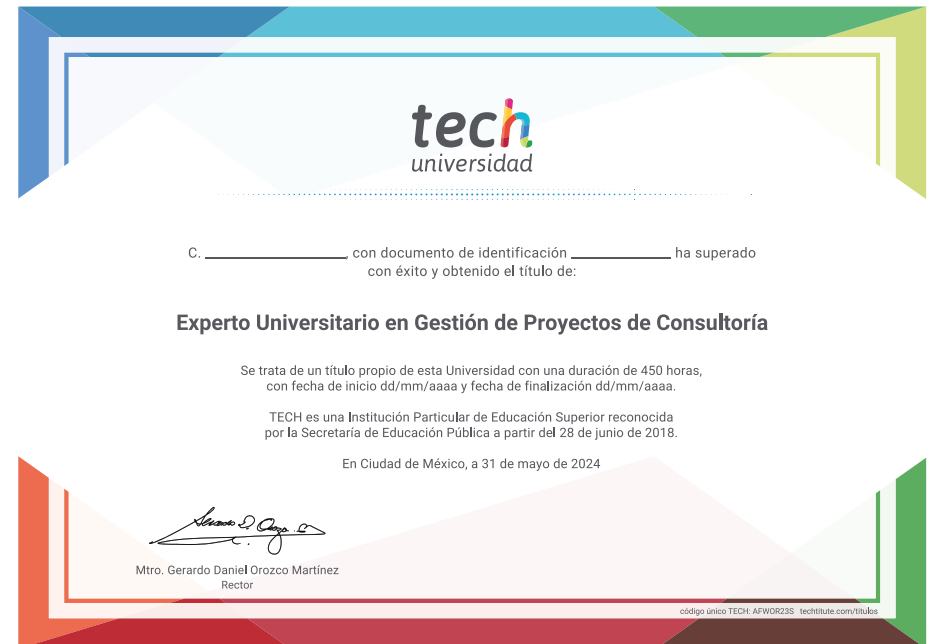 tech
universidad
C. ____________, con documento de identificación ____________ ha superado
con éxito y obtenido el título de:
Experto Universitario en Gestión de Proyectos de Consultoría
Se trata de un título propio de esta Universidad con una duración de 450 horas,
con fecha de inicio dd/mm/aaaa y fecha de finalización dd/mm/aaaa.
TECH es una Institución Particular de Educación Superior reconocida
por la Secretaría de Educación Pública a partir del 28 de junio de 2018.
En Ciudad de México, a 31 de mayo de 2024
Mtro. Gerardo Daniel Orozco Martínez
Rector
código único TECH: AFWOR23S techtitute.com/titulos